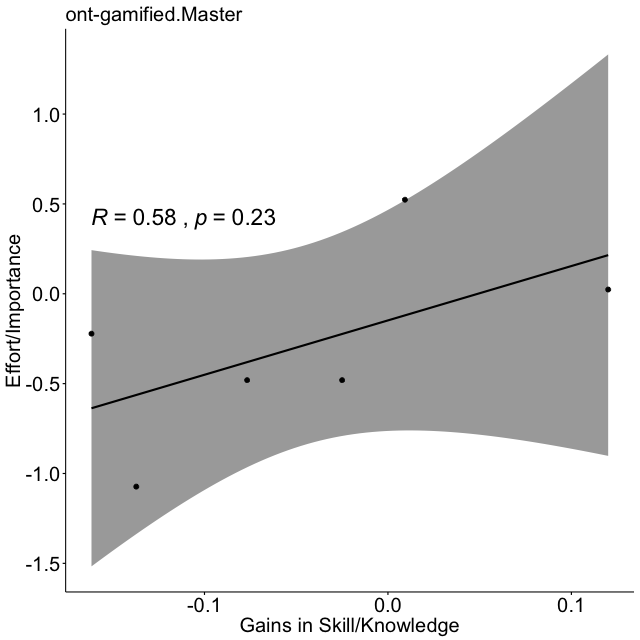 ont-gamified.Master
1.0
0.5
R = 0.58 , p = 0.23
0.0
Effort/Importance
-0.5
-1.0
-1.5
-0.1 0.0 0.1
Gains in Skill/Knowledge